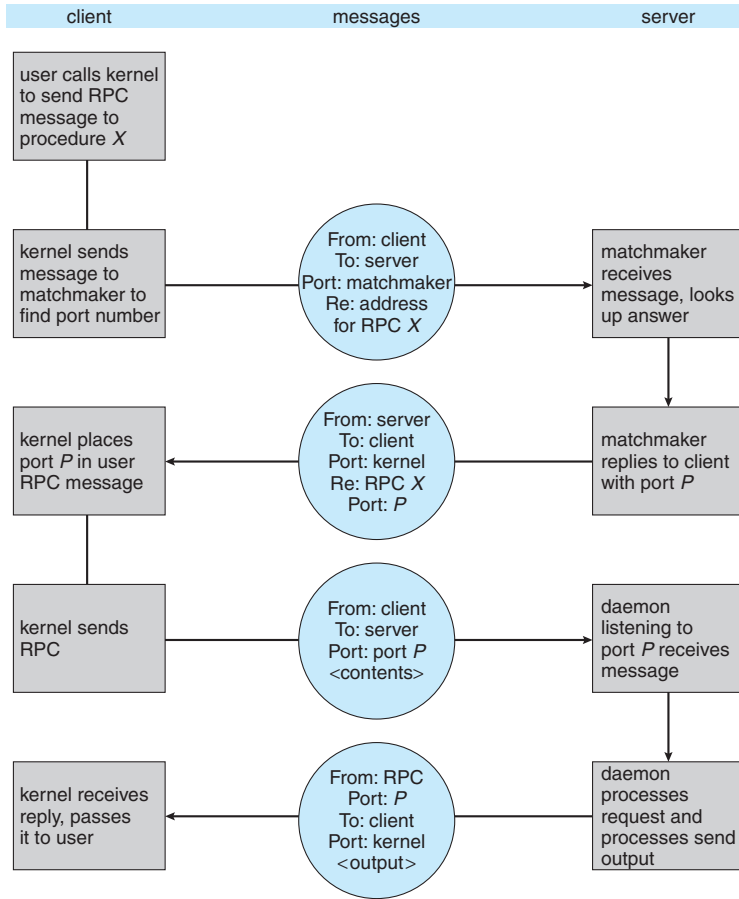 client
messages
server
user calls kernel
to send RPC
message to
procedure X
kernel sends
message to
matchmaker to
find port number
From: client
To: server
Port: matchmaker
Re: address
for RPC X
matchmaker
receives
message, looks
up answer
kernel places
port P in user
RPC message
From: server
To: client
Port: kernel
Re: RPC X
Port: P
matchmaker
replies to client
with port P
kernel sends
RPC
From: client
To: server
Port: port P
<contents>
daemon
listening to
port P receives
message
kernel receives
reply, passes
it to user
From: RPC
Port: P
To: client
Port: kernel
<output>
daemon
processes
request and
processes send
output